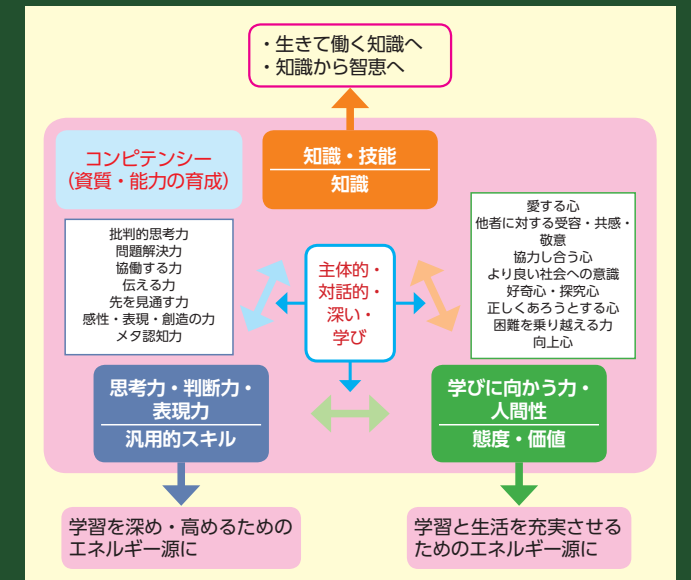 ・生きて働く知識へ
・知識から智恵へ
コンピテンシー
(資質・能力の育成)
知識・技能
知識
批判的思考力
問題解決力
協働する力
伝える力
先を見通す力
感性・表現・創造の力
メタ認知力
主体的・
対話的・
深い・
学び
愛する心
他者に対する受容・共感・
敬意
協力し合う心
より良い社会への意識
好奇心・探究心
正しくあろうとする心
困難を乗り越える力
向上心
思考力・判断力・
表現力
汎用的スキル
学びに向かう力・
人間性
態度・価値
学習を深め・高めるための
エネルギー源に
学習と生活を充実させる
ためのエネルギー源に